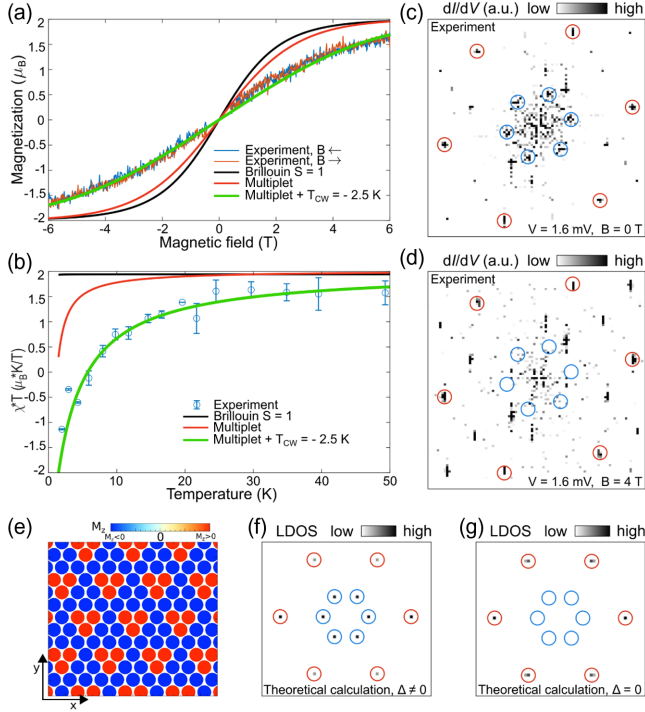 (a)
Magnetization (μB)
2
1.5
1
0.5
0
-0.5
-1
-1.5
-2
-6
-4
-2
0
2
4
6
Magnetic field (T)
Experiment, B ←
Experiment, B →
Brillouin S = 1
Multiplet
Multiplet + TCW = - 2.5 K
(b)
χ*T (μB*K/T)
2
1.5
1
0.5
0
-0.5
-1
-1.5
-2
0
10
20
30
40
50
Temperature (K)
Experiment
Brillouin S = 1
Multiplet
Multiplet + TCW = - 2.5 K
(c)
dI/dV (a.u.) low high
Experiment
V = 1.6 mV, B = 0 T
(d)
dI/dV (a.u.) low high
Experiment
V = 1.6 mV, B = 4 T
(e)
Mz
Mz<0 0 Mz>0
y
x
(f)
LDOS low high
Theoretical calculation, Δ ≠ 0
(g)
LDOS low high
Theoretical calculation, Δ = 0